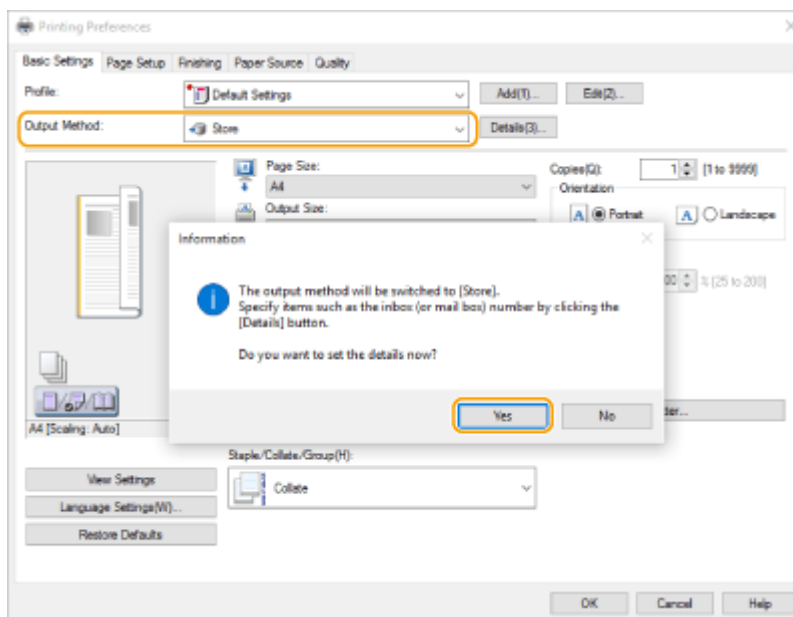 Printing Preferences
Basic Settings Page Setup Finishing Paper Source Quality
Profile: Default Settings Add(1)... Edit(2)...
Output Method: Store Details(3)...
Page Size: Copies(Q): 1 [1 to 9999]
A4 Orientation
Output Size: A Portrait A Landscape
Information
00 % [25 to 200]
The output method will be switched to [Store].
Specify items such as the inbox (or mail box) number by clicking the
[Details] button.
Do you want to set the details now?
Yes No der...
A4 [Scaling: Auto]
Staple/Collate/Group(H):
View Settings Collate
Language Settings(W)...
Restore Defaults
OK Cancel Help